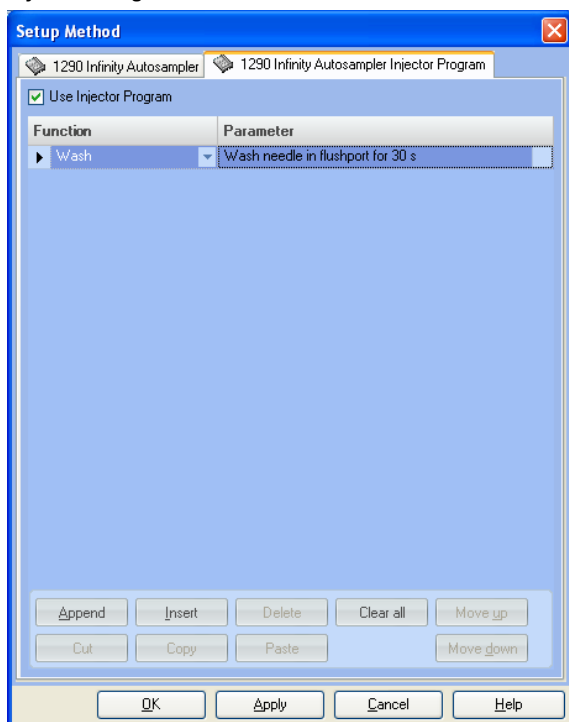 Setup Method
1290 Infinity Autosampler 1290 Infinity Autosampler Injector Program
Use Injector Program
Function Parameter
Wash Wash needle in flushport for 30 s
Append Insert Delete Clear all Move up
Cut Copy Paste Move down
OK Apply Cancel Help